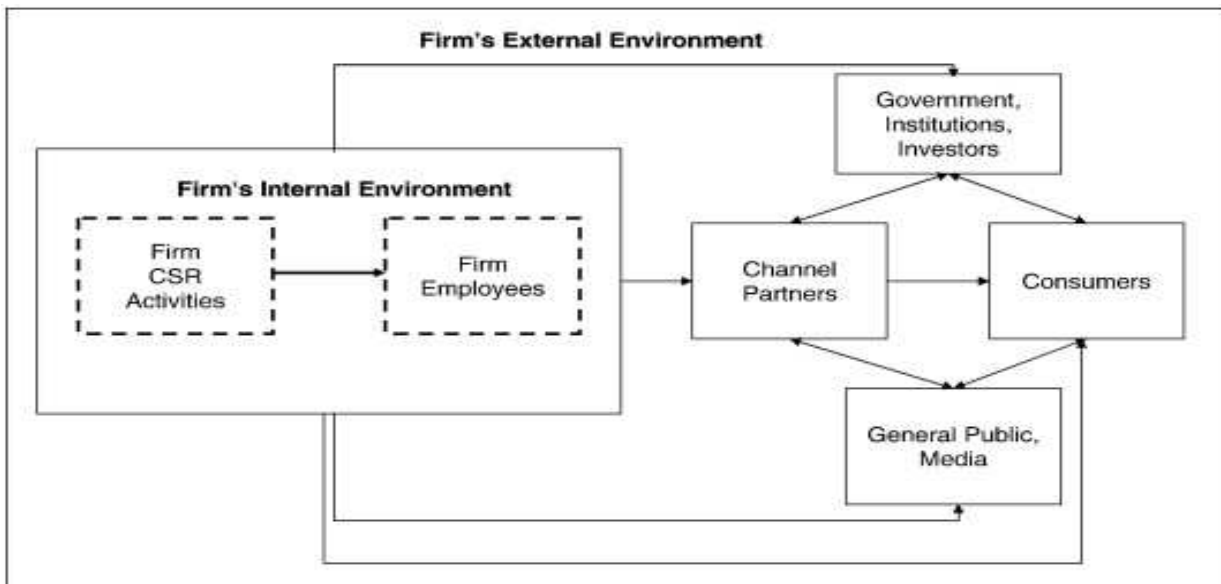 Firm's External Environment
Government,
Institutions,
Investors
Firm's Internal Environment
Firm
CSR
Activities
Firm
Employees
Channel
Partners
Consumers
General Public,
Media